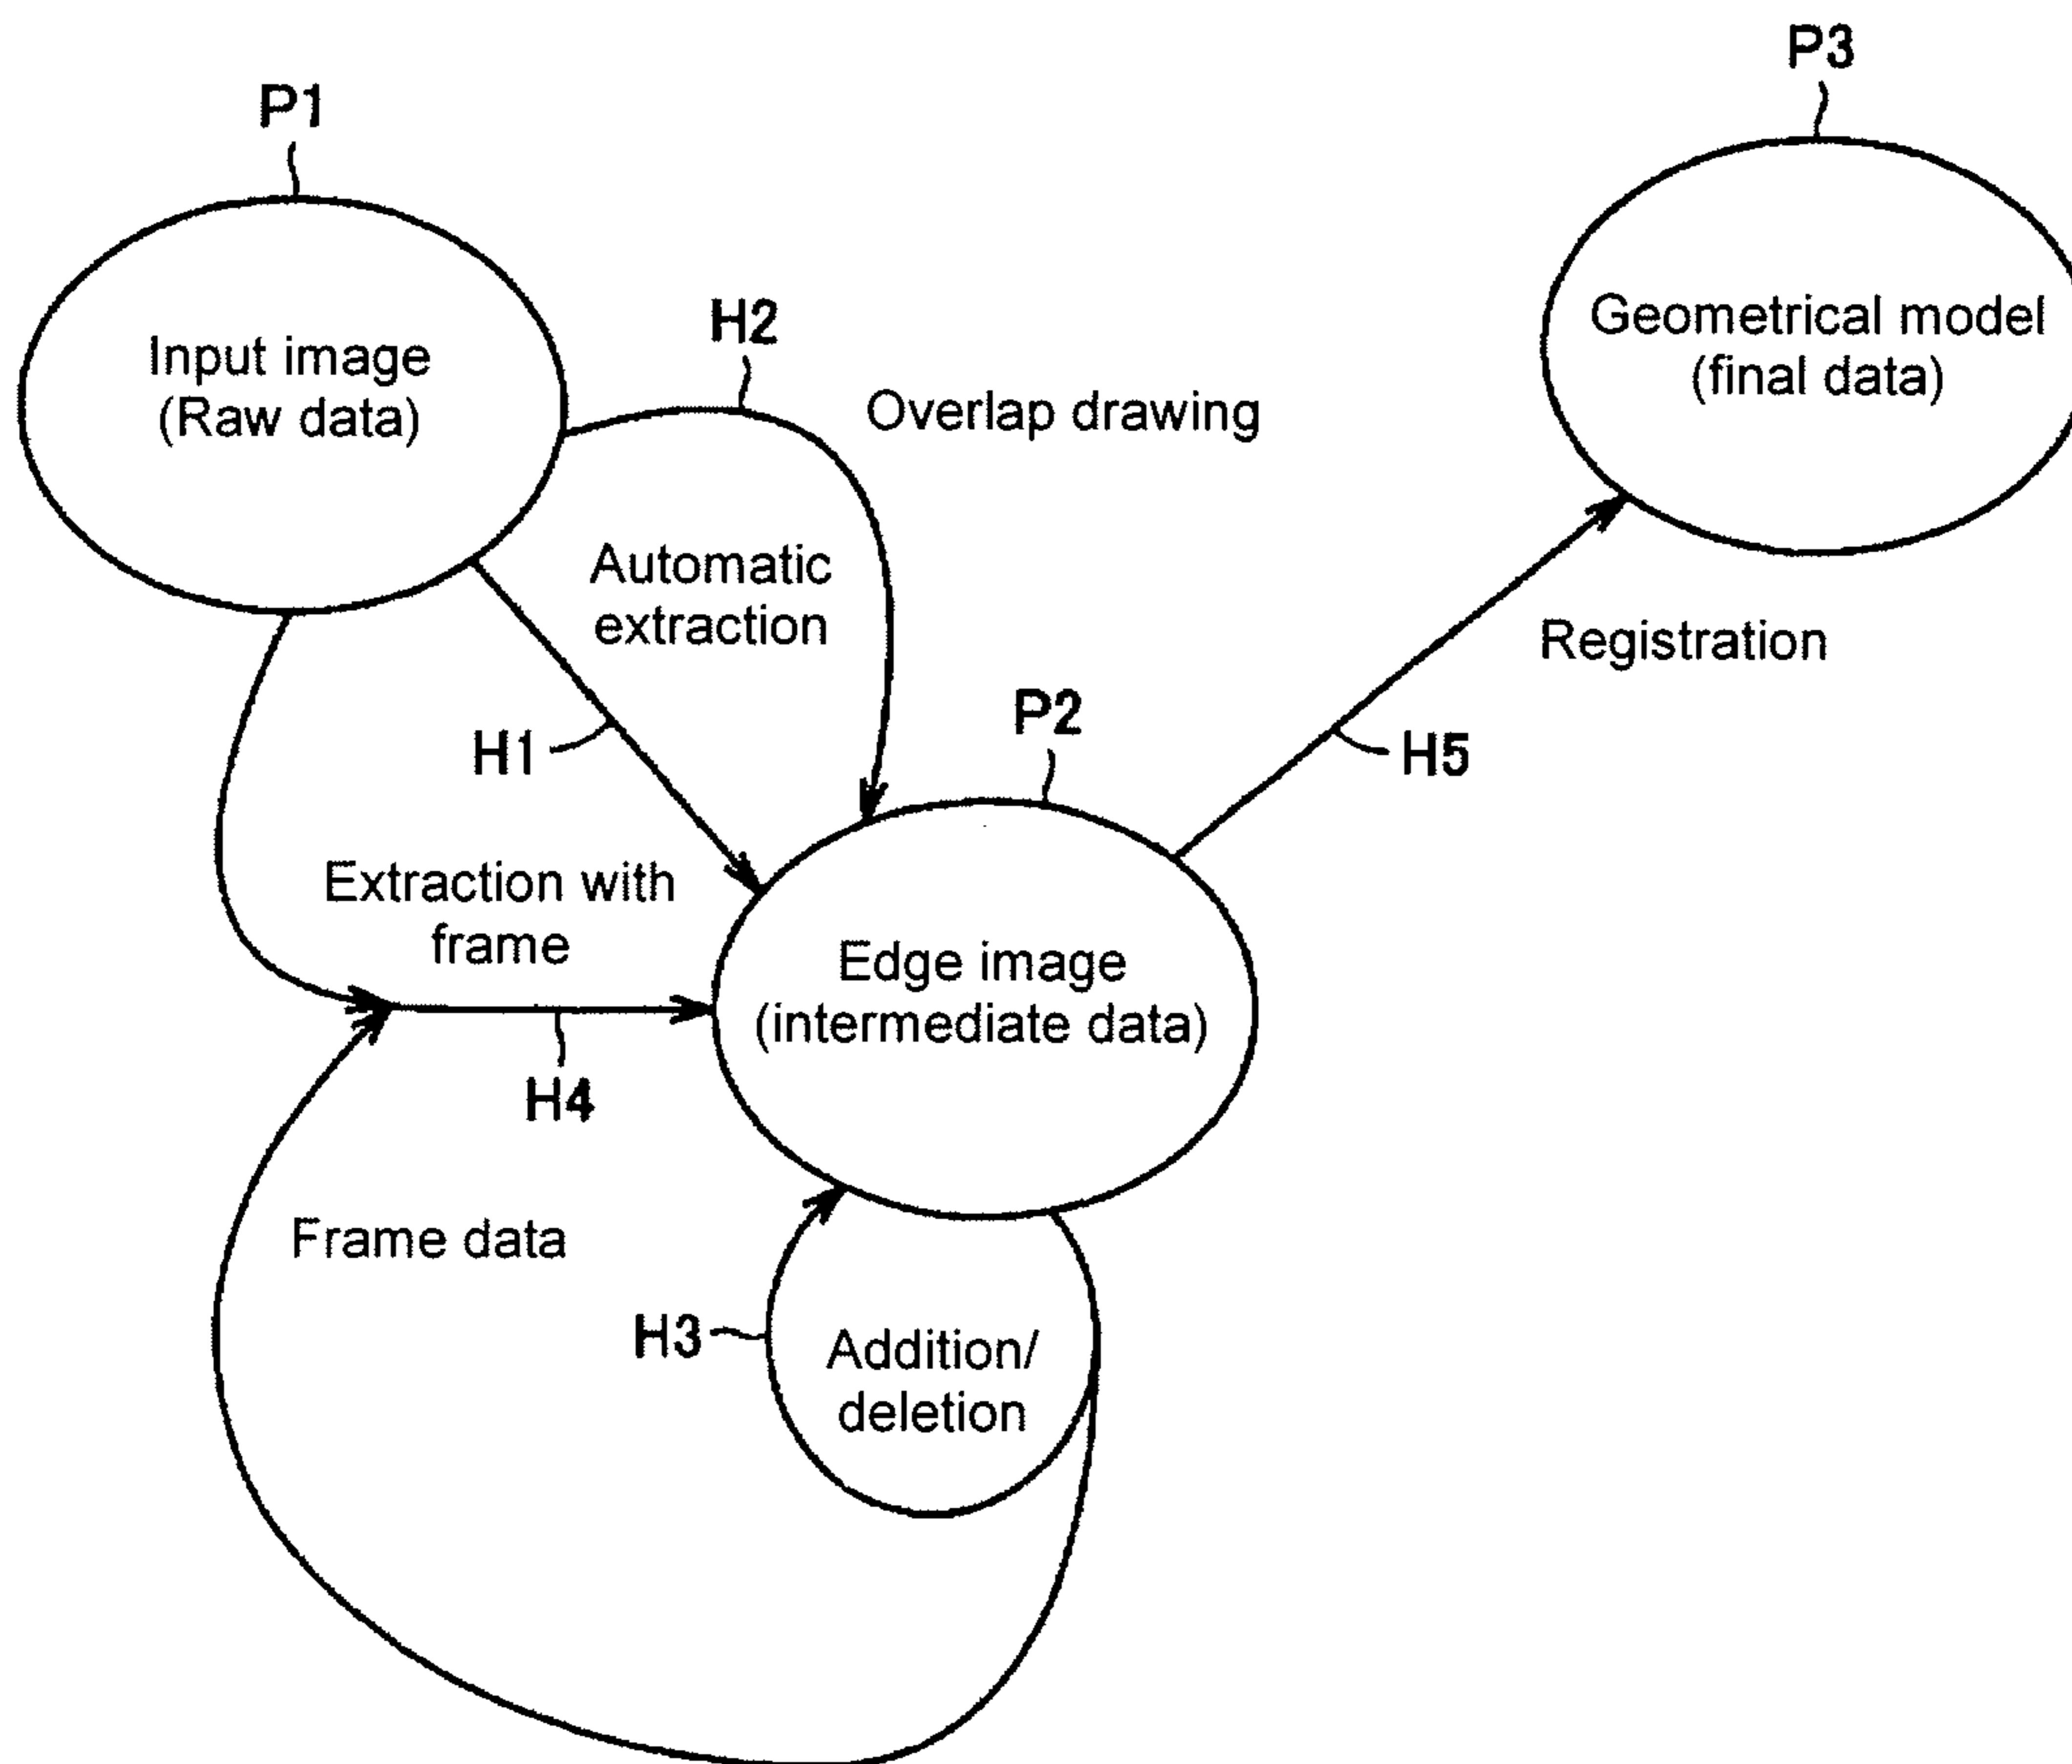 P3
P1
Geometrical model
(final data)
Input image
(Raw data)
H2
Overlap drawing
Automatic
extraction
Registration
P2
H1
H5
Extraction with
frame
Edge image
(intermediate data)
H4
Frame data
H3
Addition/
deletion